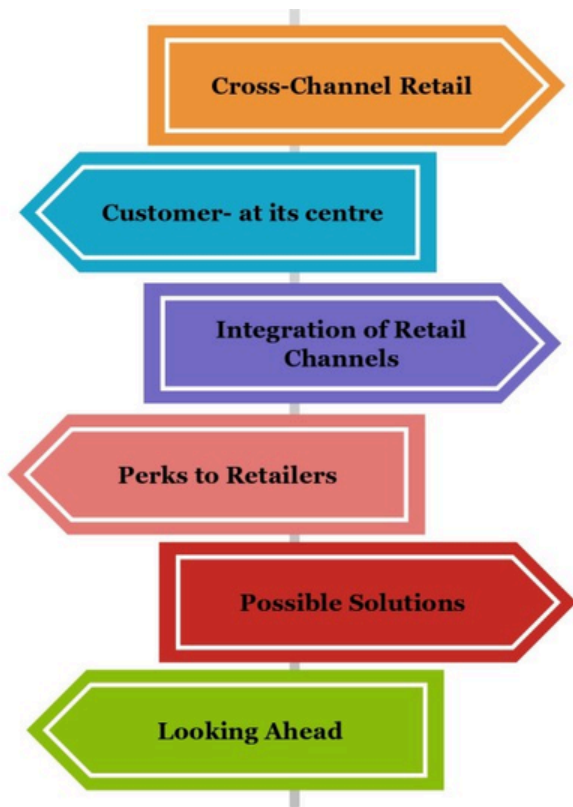 Cross-Channel Retail
Customer- at its centre
Integration of Retail
Channels
Perks to Retailers
Possible Solutions
Looking Ahead